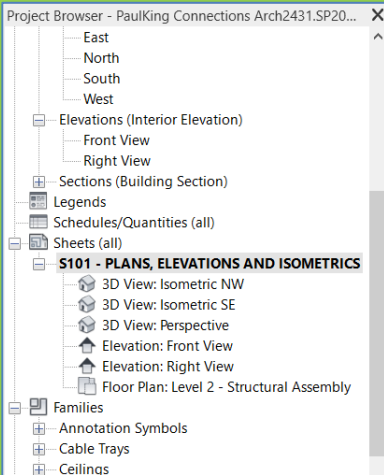 Project Browser - PaulKing Connections Arch2431.SP20...
East
North
South
West
Elevations (Interior Elevation)
Front View
Right View
Sections (Building Section)
Legends
Schedules/Quantities (all)
Sheets (all)
S101 - PLANS, ELEVATIONS AND ISOMETRICS
3D View: Isometric NW
3D View: Isometric SE
3D View: Perspective
Elevation: Front View
Elevation: Right View
Floor Plan: Level 2 - Structural Assembly
Families
Annotation Symbols
Cable Trays
Ceilings